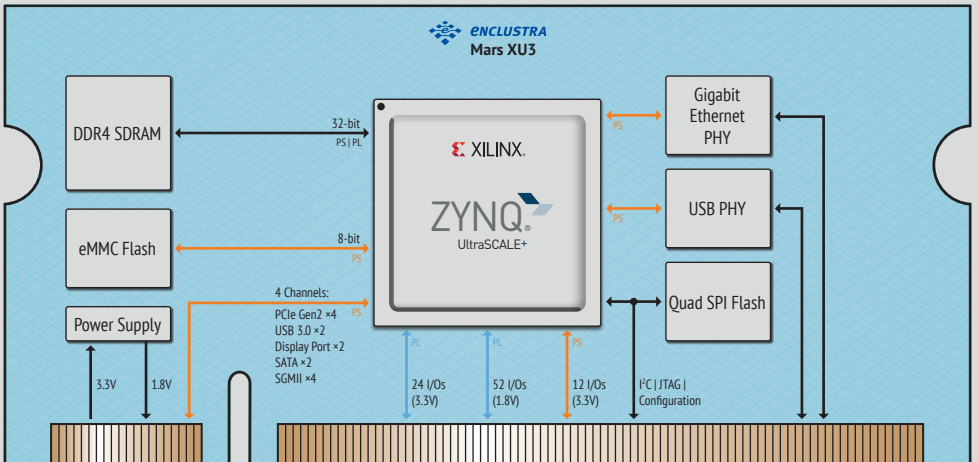 ENCLUSTRA
Mars XU3
DDR4 SDRAM
32-bit
PS | PL
XILINX.
ZYNQ®
UltraSCALE+
Gigabit
Ethernet
PHY
PS
USB PHY
PS
eMMC Flash
8-bit
PS
Quad SPI Flash
4 Channels:
PS
PCIe Gen2 ×4
USB 3.0 ×2
Display Port ×2
SATA ×2
SGMII ×4
Power Supply
3.3V
1.8V
PL
24 I/Os
(3.3V)
PL
52 I/Os
(1.8V)
PS
12 I/Os
(3.3V)
I²C | JTAG |
Configuration